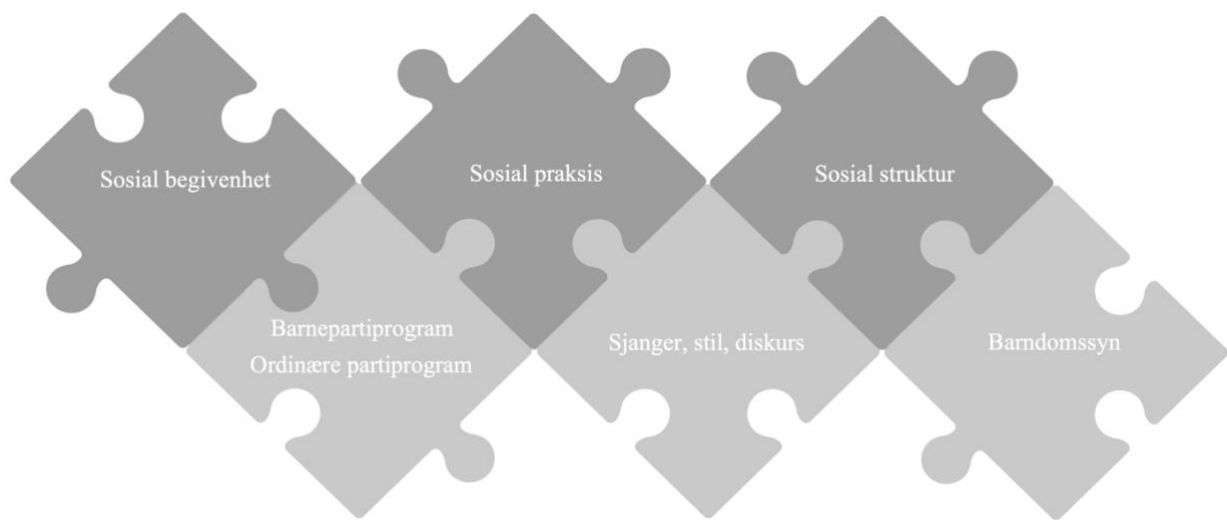 Sosial begivenhet
Sosial praksis
Sosial struktur
Barnepartiprogram
Ordinære partiprogram
Sjanger, stil, diskurs
Barndomssyn